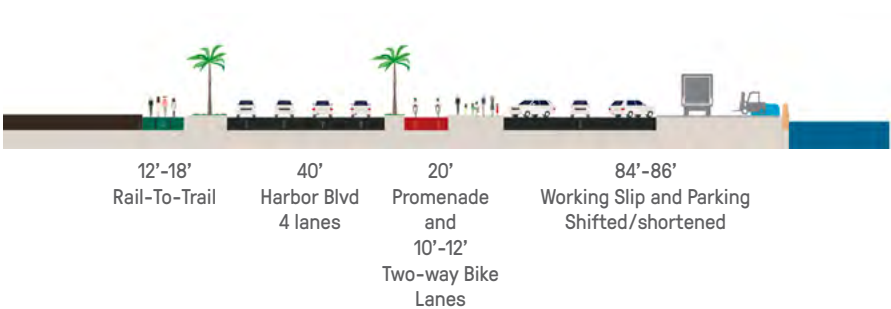 12'-18'
Rail-To-Trail
40'
Harbor Blvd
4 lanes
20'
Promenade
and
10'-12'
Two-way Bike
Lanes
84'-86'
Working Slip and Parking
Shifted/shortened